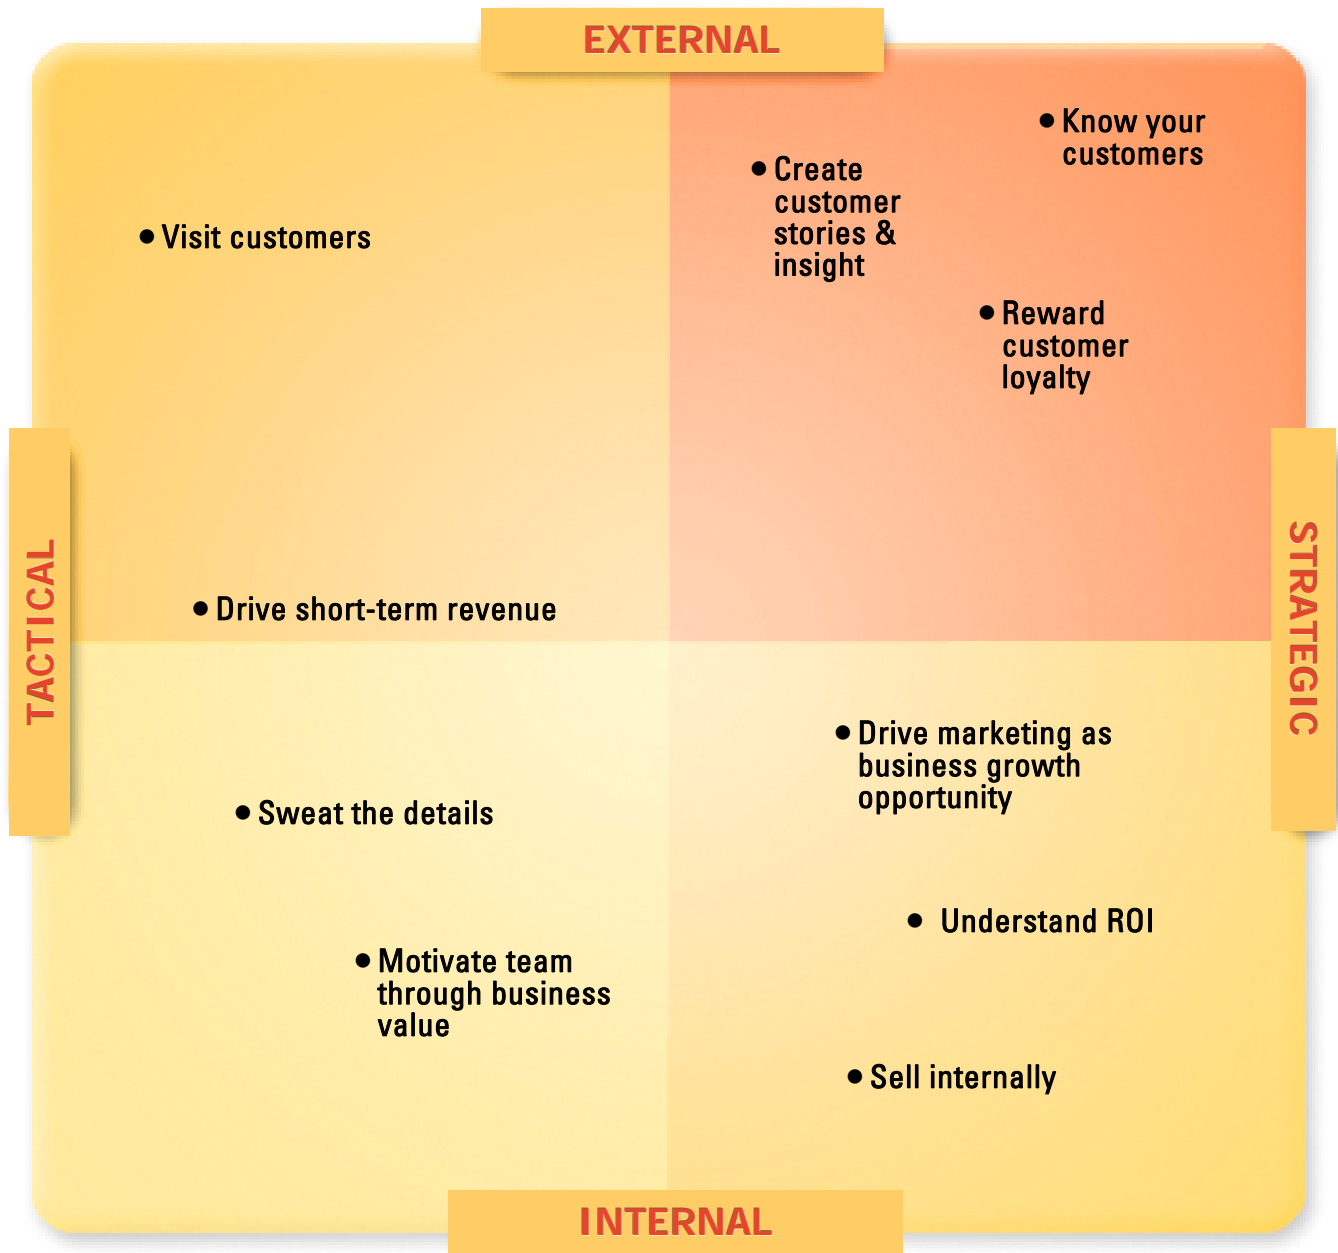 EXTERNAL
• Know your
customers
• Create
customer
stories &
insight
• Visit customers
• Reward
customer
loyalty
TACTICAL
STRATEGIC
• Drive short-term revenue
• Drive marketing as
business growth
opportunity
• Sweat the details
• Understand ROI
• Motivate team
through business
value
• Sell internally
INTERNAL